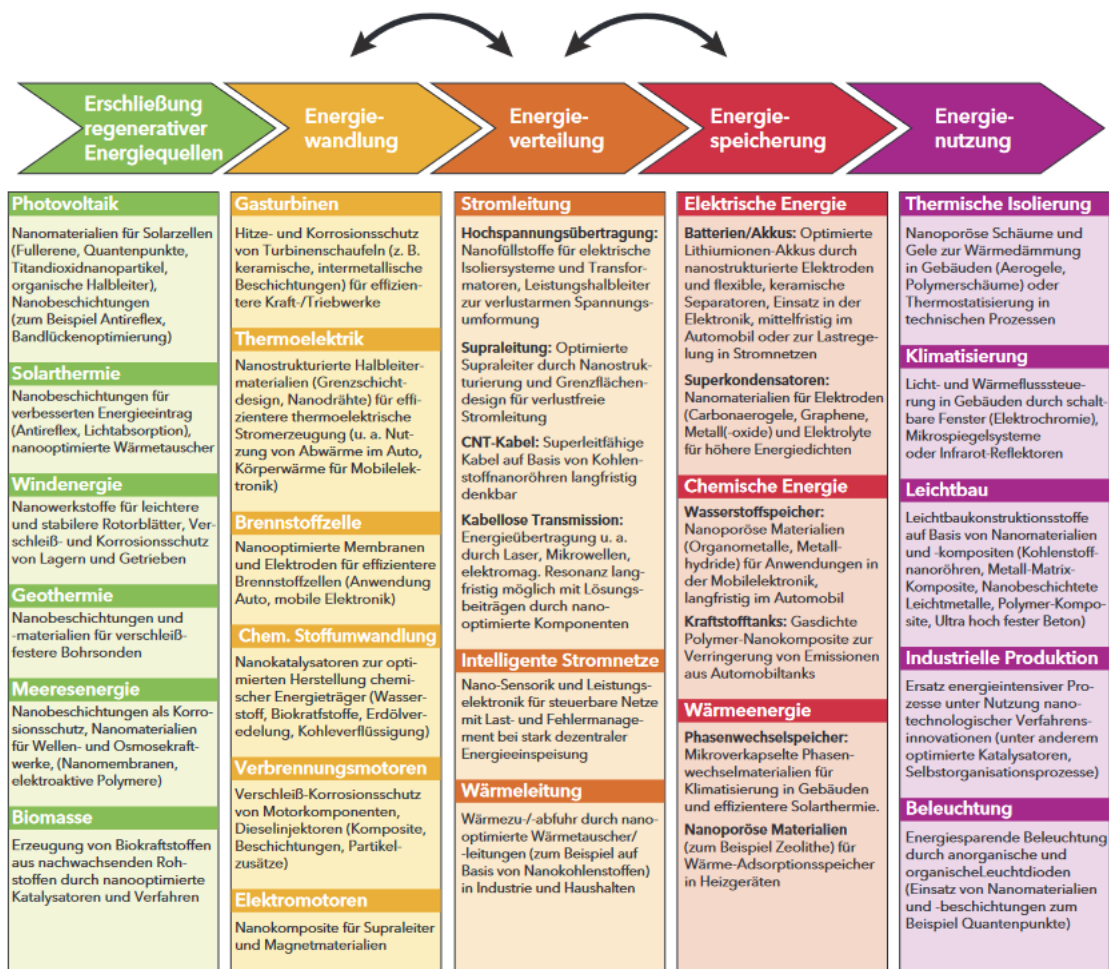 Erschließung
regenerativer
Energiequellen
Energie-
wandlung
Energie-
verteilung
Energie-
speicherung
Energie-
nutzung
Photovoltaik
Nanomaterialien für Solarzellen
(Fullerene, Quantenpunkte,
Titandioxidnanopartikel,
organische Halbleiter),
Nanobeschichtungen
(zum Beispiel Antireflex,
Bandlückenoptimierung)
Solarthermie
Nanobeschichtungen für
verbesserten Energieeintrag
(Antireflex, Lichtabsorption),
nanooptimierte Wärmetauscher
Windenergie
Nanowerkstoffe für leichtere
und stabilere Rotorblätter, Ver-
schleiß- und Korrosionsschutz
von Lagern und Getrieben
Geothermie
Nanobeschichtungen und
-materialien für verschleiß-
festere Bohrsonden
Meeresenergie
Nanobeschichtungen als Korro-
sionsschutz, Nanomaterialien
für Wellen- und Osmosekraft-
werke, (Nanomembranen,
elektroaktive Polymere)
Biomasse
Erzeugung von Biokraftstoffen
aus nachwachsenden Roh-
stoffen durch nanooptimierte
Katalysatoren und Verfahren
Gasturbinen
Hitze- und Korrosionsschutz
von Turbinenschaufeln (z. B.
keramische, intermetallische
Beschichtungen) für effizien-
tere Kraft-/Triebwerke
Thermoelektrik
Nanostrukturierte Halbleiter-
materialien (Grenzschicht-
design, Nanodrähte) für effi-
zientere thermoelektrische
Stromerzeugung (u. a. Nut-
zung von Abwärme im Auto,
Körperwärme für Mobilelek-
tronik)
Brennstoffzelle
Nanooptimierte Membranen
und Elektroden für effizientere
Brennstoffzellen (Anwendung
Auto, mobile Elektronik)
Chem. Stoffumwandlung
Nanokatalysatoren zur opti-
mierten Herstellung chemi-
scher Energieträger (Wasser-
stoff, Biokratfstoffe, Erdölver-
edelung, Kohleverflüssigung)
Verbrennungsmotoren
Verschleiß-Korrosionsschutz
von Motorkomponenten,
Dieselinjektoren (Komposite,
Beschichtungen, Partikel-
zusätze)
Elektromotoren
Nanokomposite für Supraleiter
und Magnetmaterialien
Stromleitung
Hochspannungsübertragung:
Nanofüllstoffe für elektrische
Isoliersysteme und Transfor-
matoren, Leistungshalbleiter
zur verlustarmen Spannungs-
umformung
Supraleitung: Optimierte
Supraleiter durch Nanostruk-
turierung und Grenzflächen-
design für verlustfreie
Stromleitung
CNT-Kabel: Superleitfähige
Kabel auf Basis von Kohlen-
stoffnanoröhren langfristig
denkbar
Kabellose Transmission:
Energieübertragung u. a.
durch Laser, Mikrowellen,
elektromag. Resonanz lang-
fristig möglich mit Lösungs-
beiträgen durch nano-
optimierte Komponenten
Intelligente Stromnetze
Nano-Sensorik und Leistungs-
elektronik für steuerbare Netze
mit Last- und Fehlermanage-
ment bei stark dezentraler
Energieeinspeisung
Wärmeleitung
Wärmezu-/-abfuhr durch nano-
optimierte Wärmetauscher/
-leitungen (zum Beispiel auf
Basis von Nanokohlenstoffen)
in Industrie und Haushalten
Elektrische Energie
Batterien/Akkus: Optimierte
Lithiumionen-Akku durch
nanostrukturierte Elektroden
und flexible, keramische
Separatoren, Einsatz in der
Elektronik, mittelfristig im
Automobil oder zur Lastrege-
lung in Stromnetzen
Superkondensatoren:
Nanomaterialien für Elektroden
(Carbonaerogele, Graphene,
Metall(-oxide) und Elektrolyte
für höhere Energiedichten
Chemische Energie
Wasserstoffspeicher:
Nanoporöse Materialien
(Organometalle, Metall-
hydride) für Anwendungen in
der Mobilelektronik,
langfristig im Automobil
Kraftstofftanks: Gasdichte
Polymer-Nanokomposite zur
Verringerung von Emissionen
aus Automobiltanks
Wärmeenergie
Phasenwechselspeicher:
Mikroverkapselte Phasen-
wechselmaterialien für
Klimatisierung in Gebäuden
und effizientere Solarthermie.
Nanoporöse Materialien
(zum Beispiel Zeolithe) für
Wärme-Adsorptionsspeicher
in Heizgeräten
Thermische Isolierung
Nanoporöse Schäume und
Gele zur Wärmedämmung
in Gebäuden (Aerogele,
Polymerschäume) oder
Thermostatisierung in
technischen Prozessen
Klimatisierung
Licht- und Wärmeflusssteue-
rung in Gebäuden durch schalt-
bare Fenster (Elektrochromie),
Mikrospiegelsysteme
oder Infrarot-Reflektoren
Leichtbau
Leichtbaukonstruktionsstoffe
auf Basis von Nanomaterialien
und -kompositen (Kohlenstoff-
nanoröhren, Metall-Matrix-
Komposite, Nanobeschichtete
Leichtmetalle, Polymer-Kompo-
site, Ultra hoch fester Beton)
Industrielle Produktion
Ersatz energieintensiver Pro-
zesse unter Nutzung nano-
technologischer Verfahrens-
innovationen (unter anderem
optimierte Katalysatoren,
Selbstorganisationsprozesse)
Beleuchtung
Energiesparende Beleuchtung
durch anorganische und
organischeLeuchtdioden
(Einsatz von Nanomaterialien
und -beschichtungen zum
Beispiel Quantenpunkte)